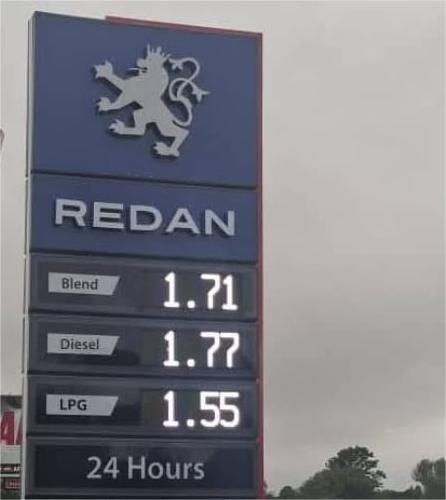 REDAN
Blend 1.71
Diesel 1.77
LPG 1.55
24 Hours